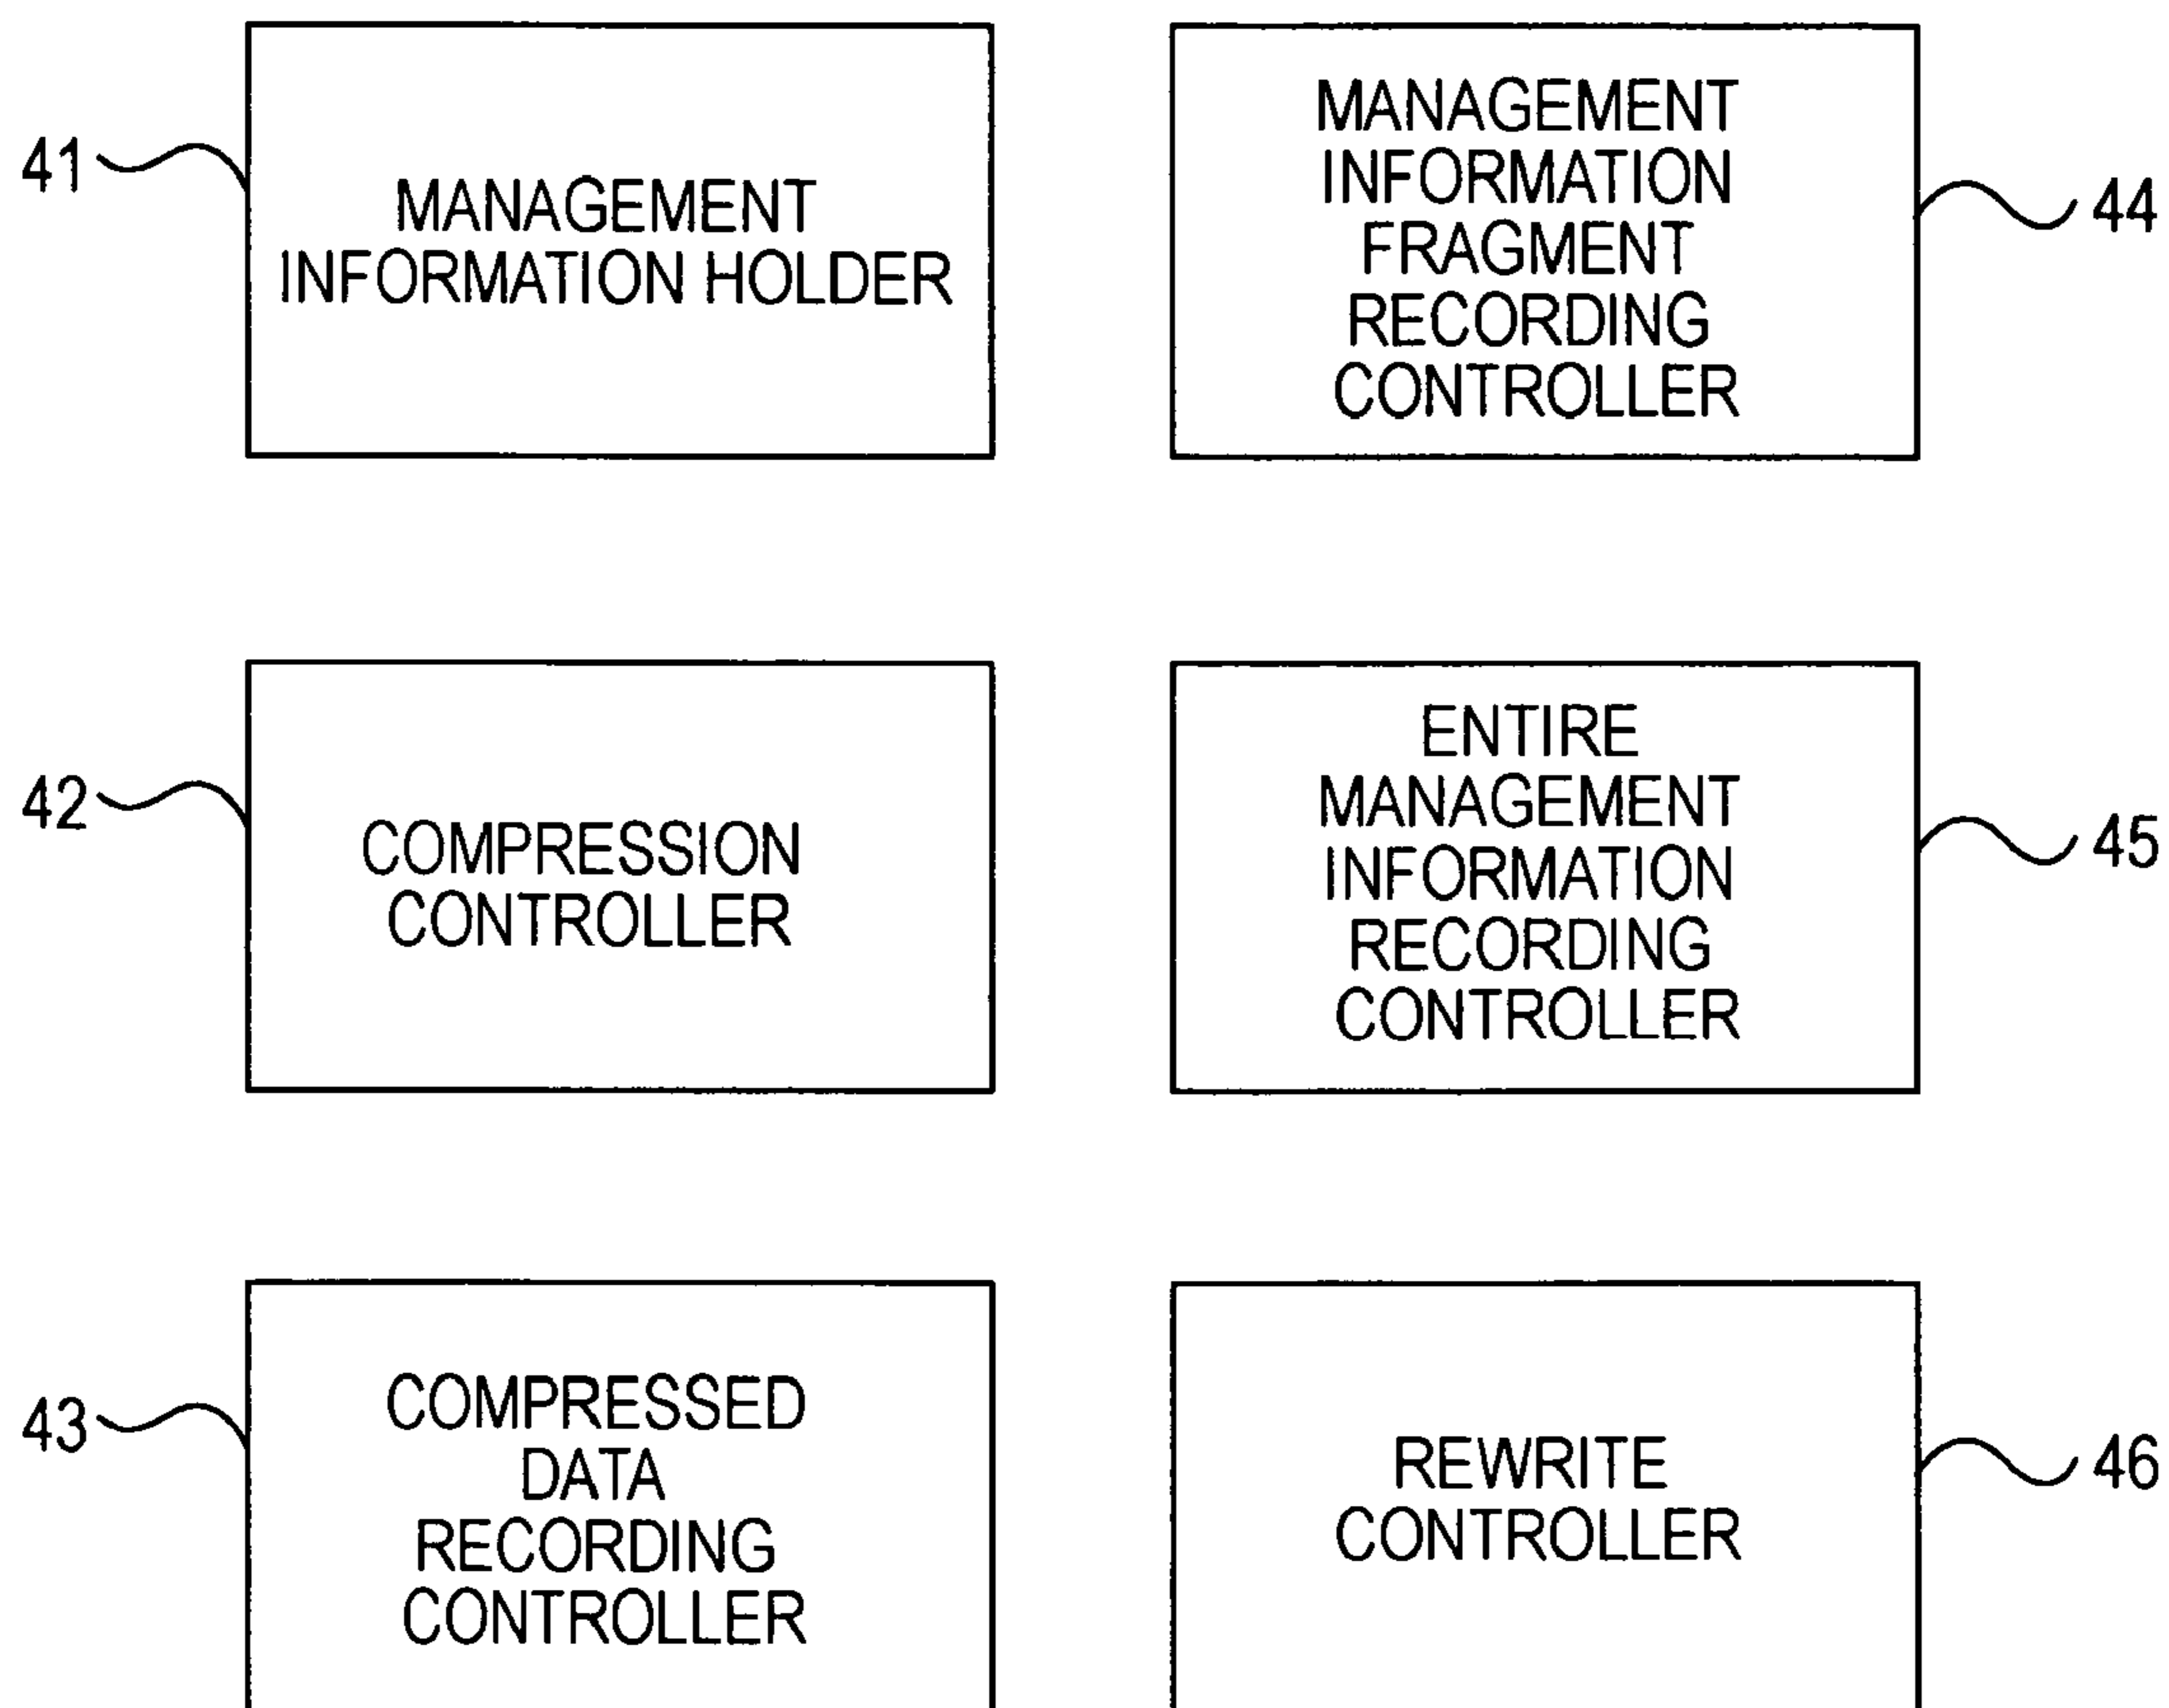 41
MANAGEMENT
INFORMATION HOLDER
MANAGEMENT
INFORMATION
FRAGMENT
RECORDING
CONTROLLER
44
42
COMPRESSION
CONTROLLER
ENTIRE
MANAGEMENT
INFORMATION
RECORDING
CONTROLLER
45
43
COMPRESSED
DATA
RECORDING
CONTROLLER
REWRITE
CONTROLLER
46